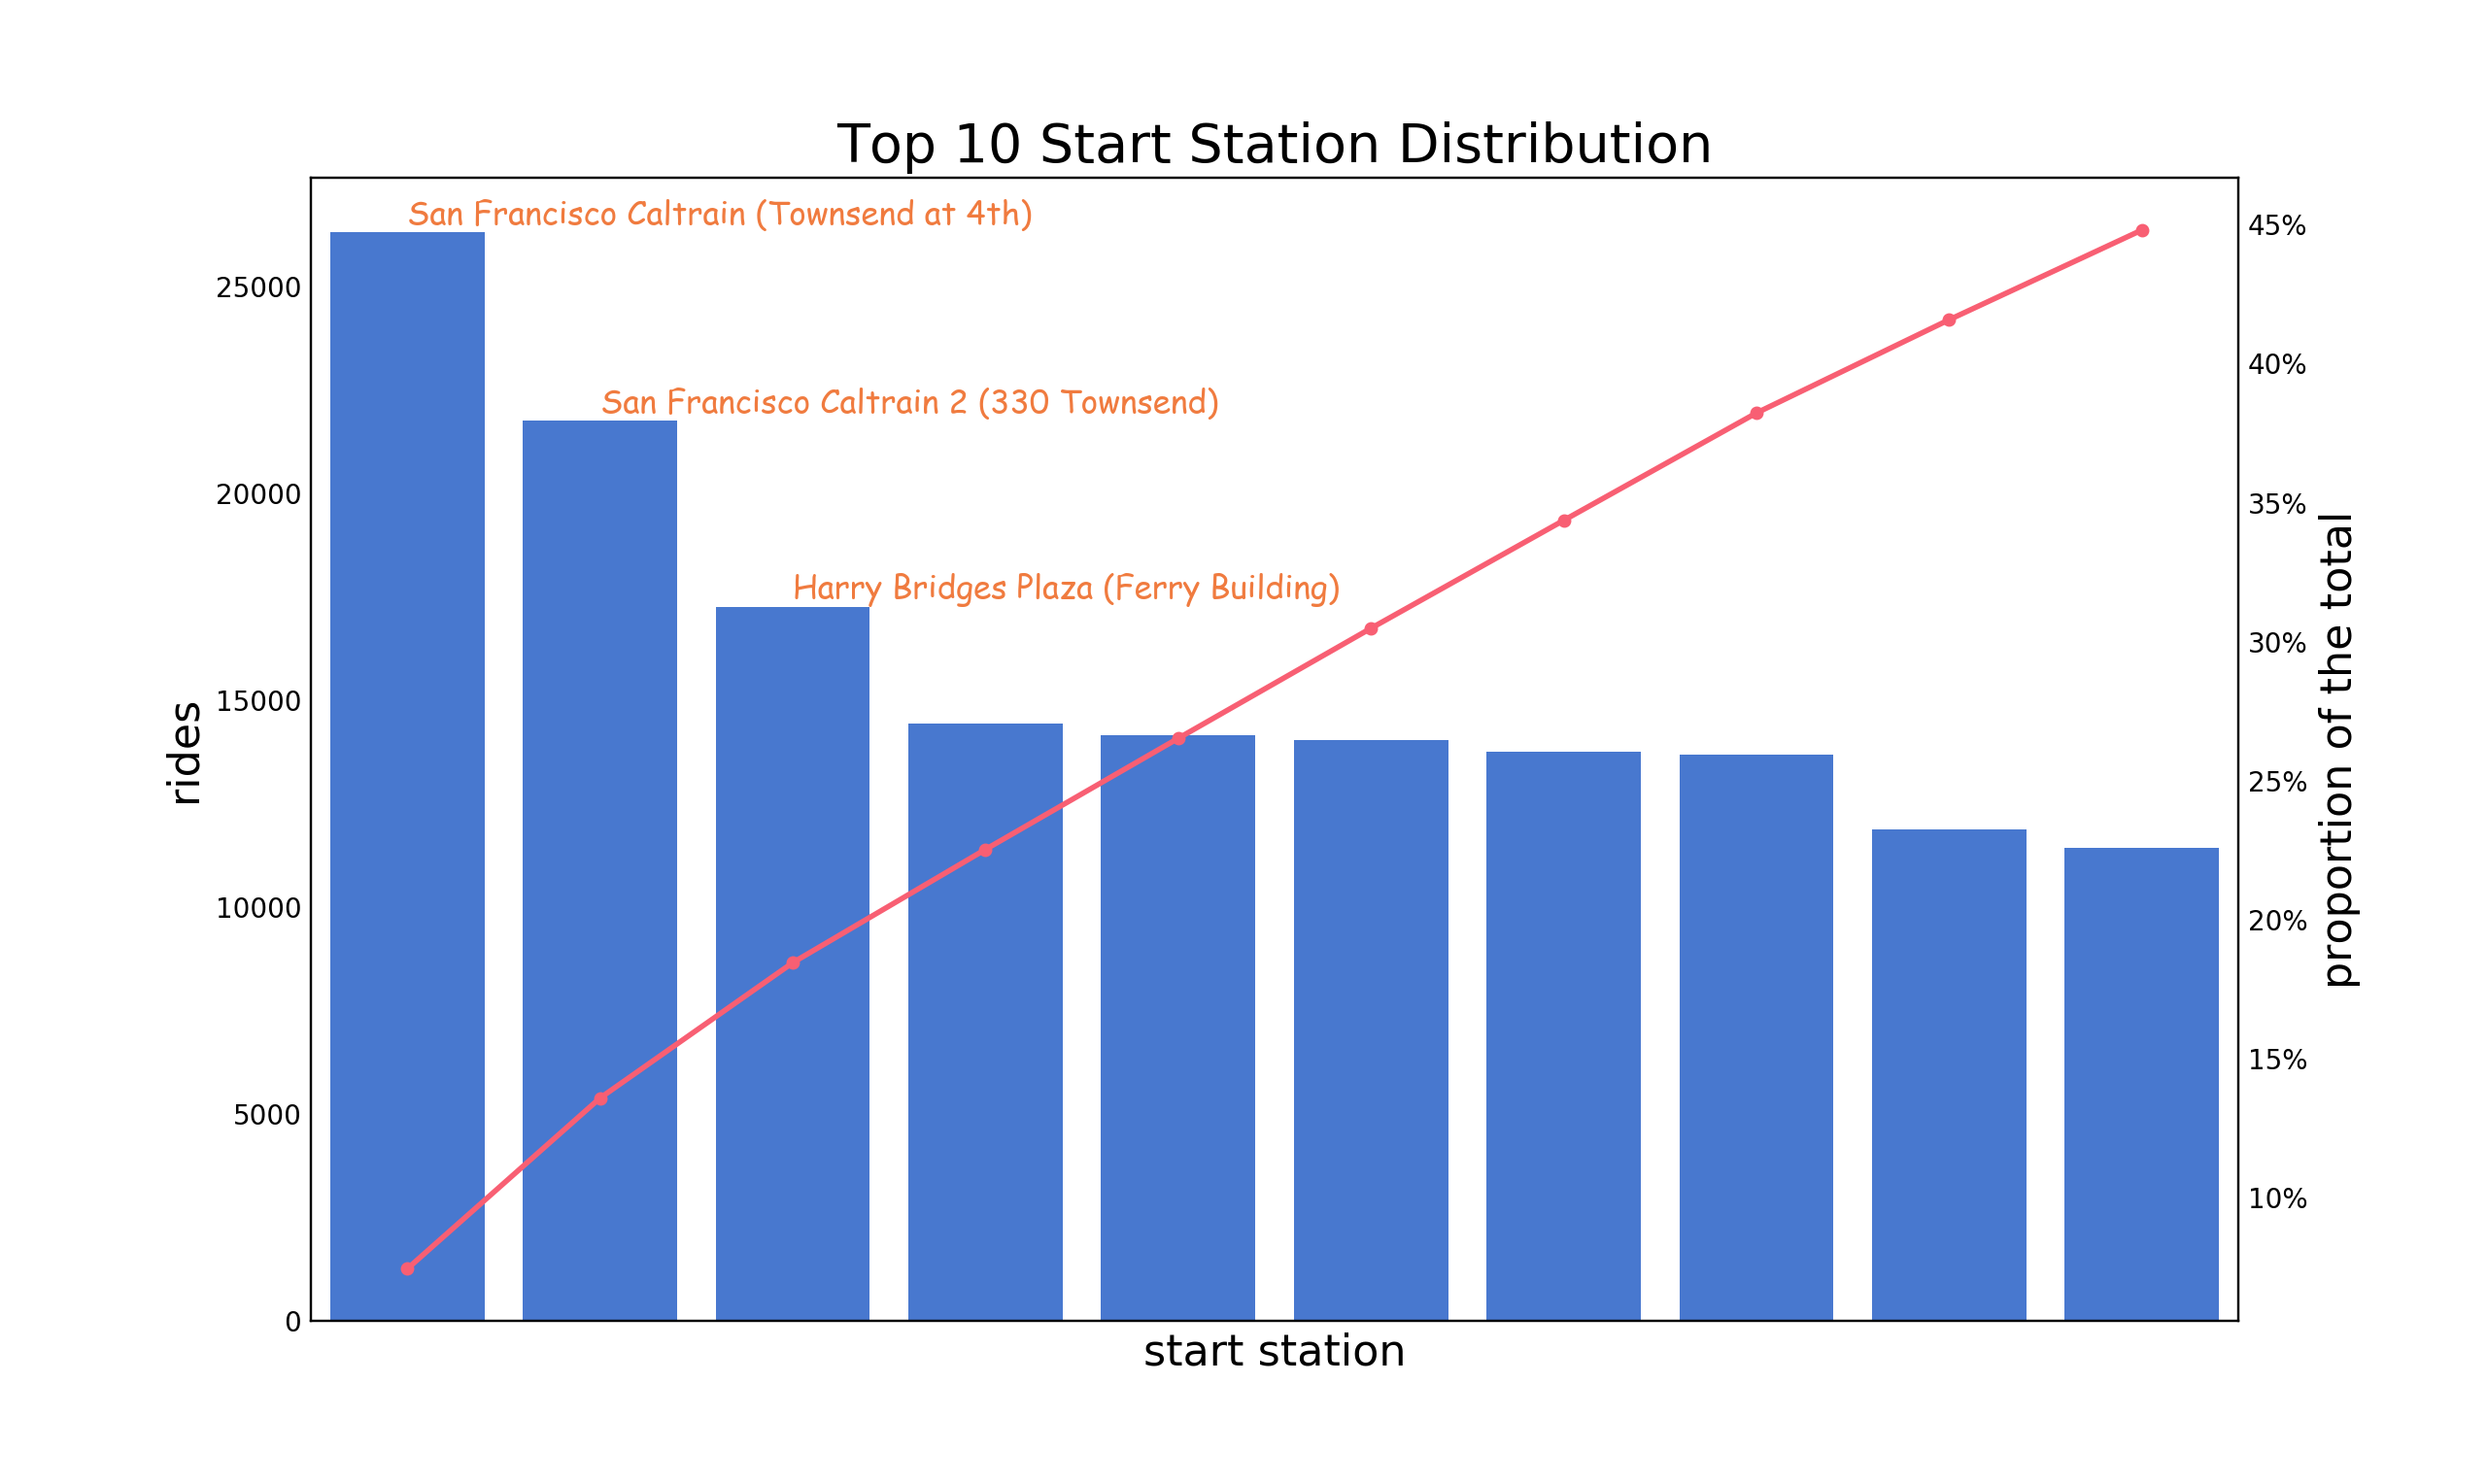 Top 10 Start Station Distribution
San Francisco Caltrain (Townsend at 4th)
San Francisco Caltrain 2 (330 Townsend)
Harry Bridges Plaza (Ferry Building)
rides
25000
20000
15000
10000
5000
0
45%
40%
35%
30%
25%
20%
15%
10%
proportion of the total
start station